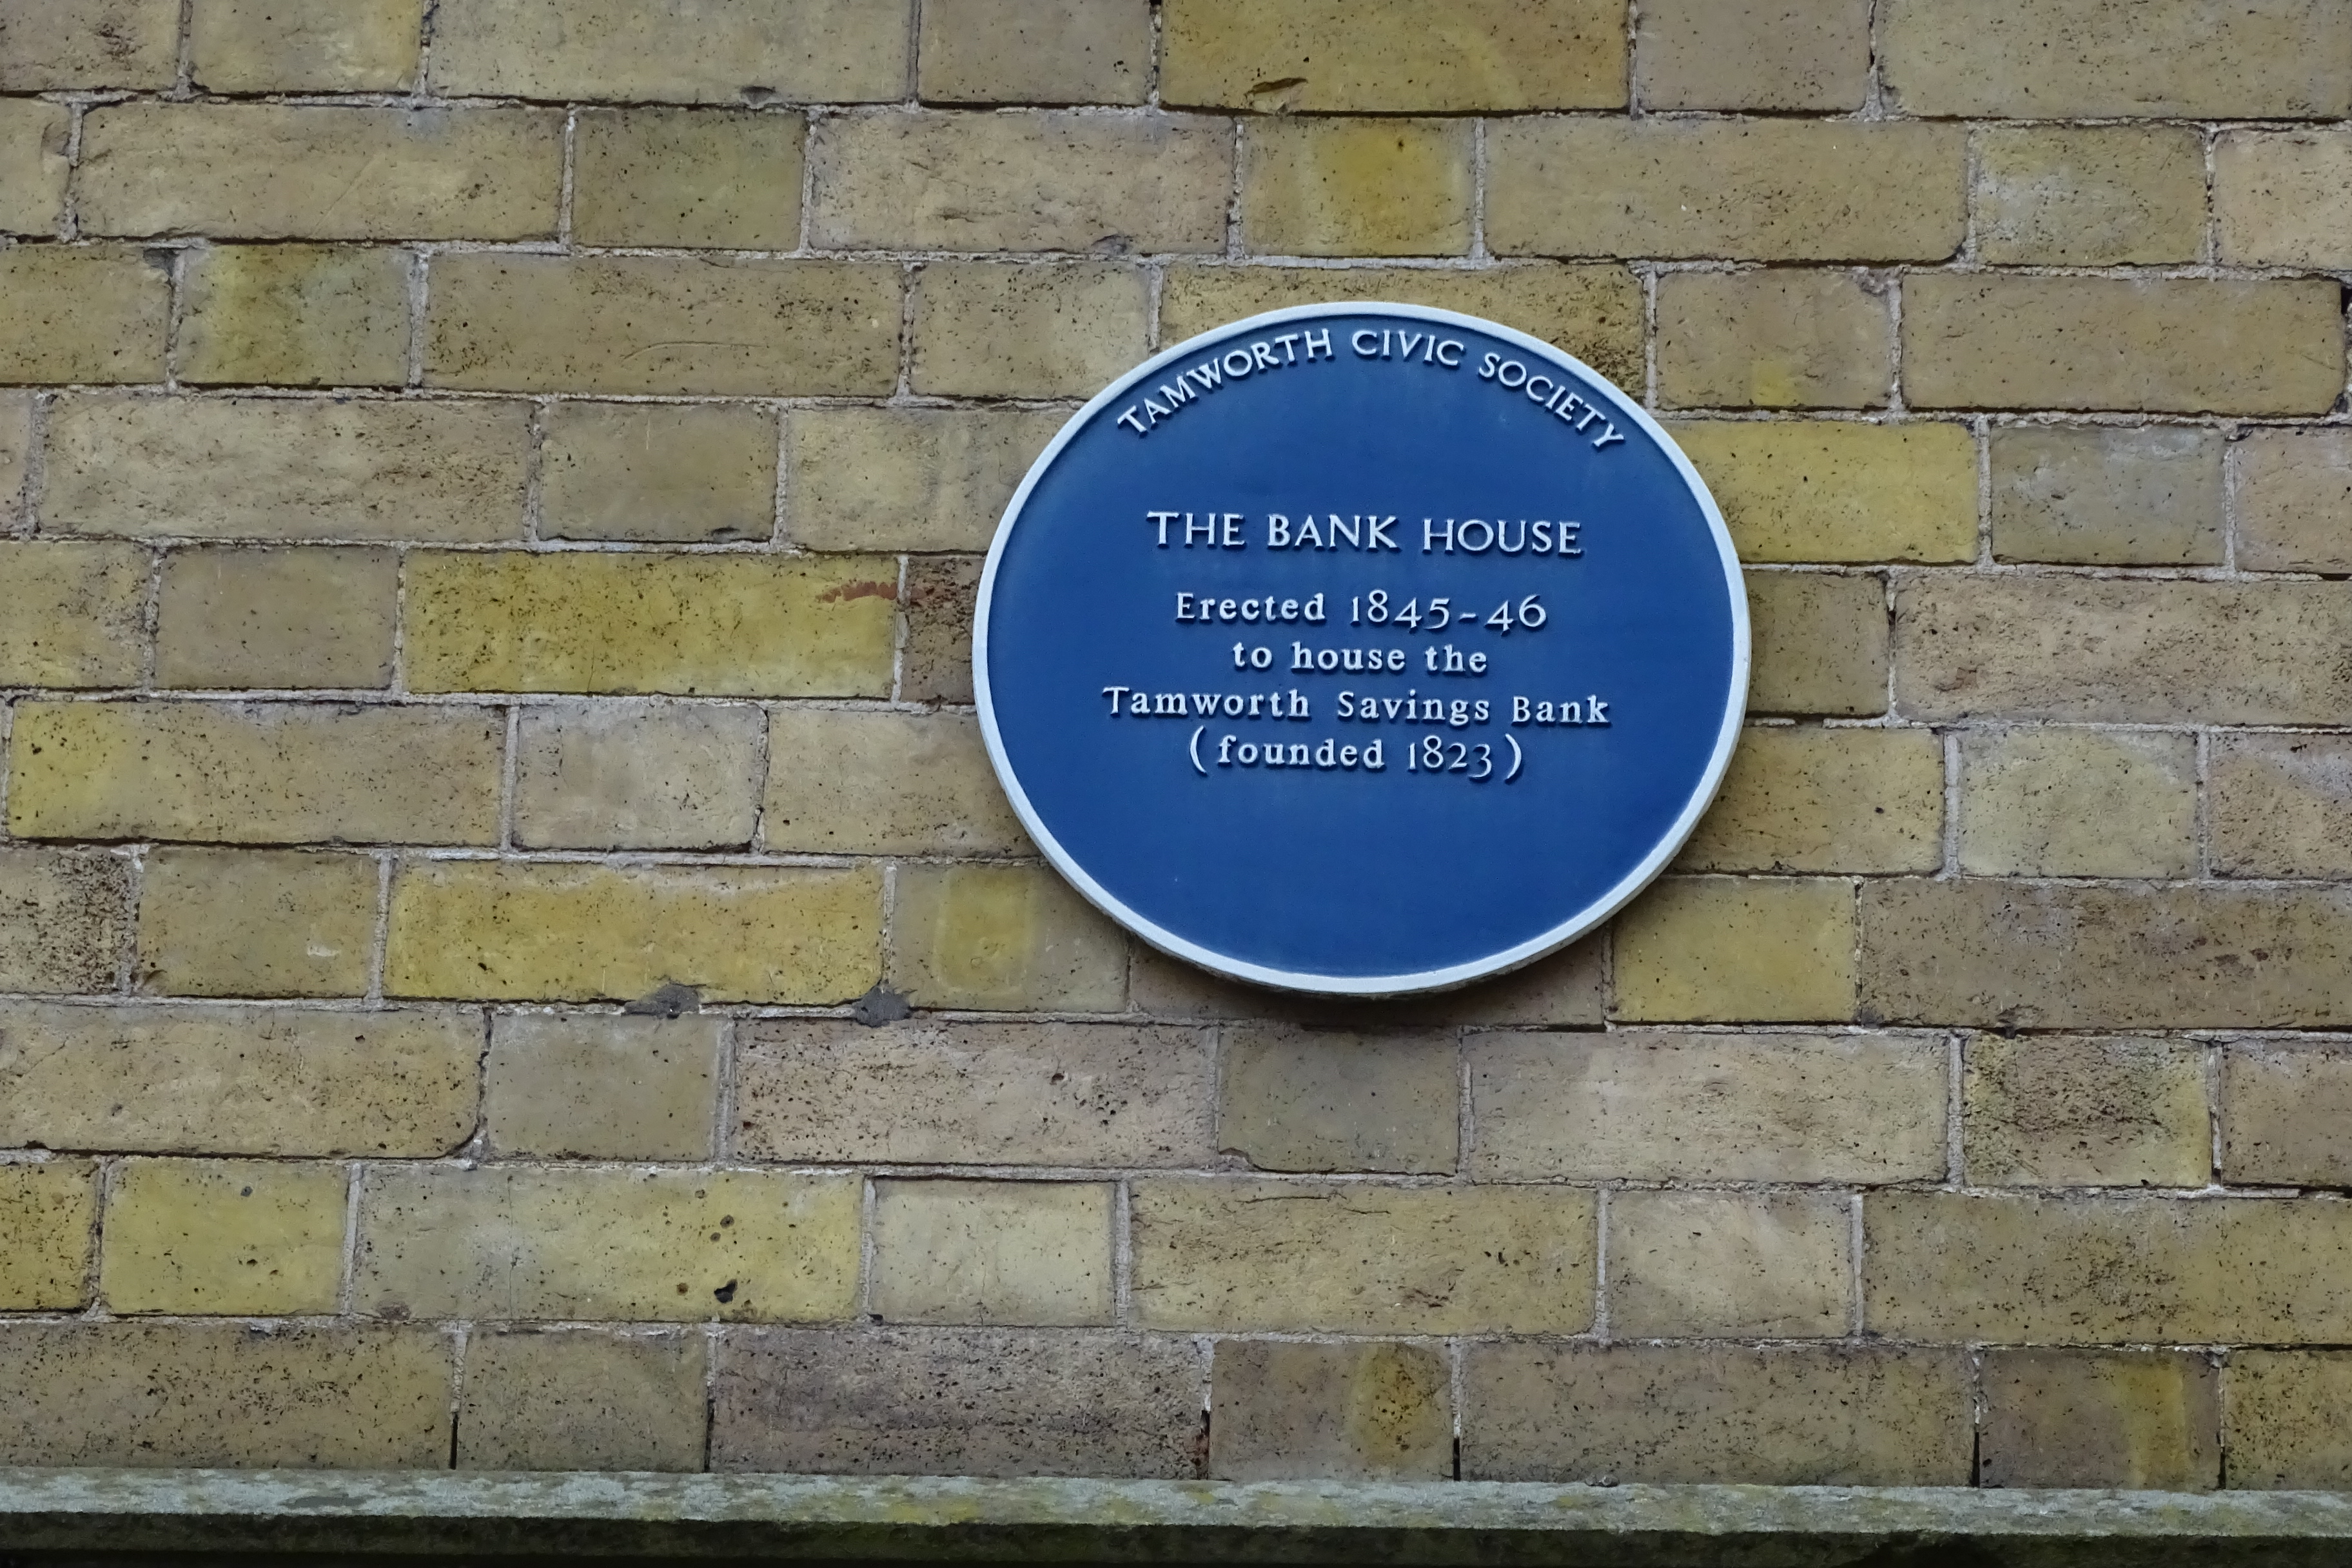 TAMWORTH CIVIC SOCIETY
THE BANK HOUSE
Erected 1845-46
to house the
Tamworth Savings Bank
(founded 1823)